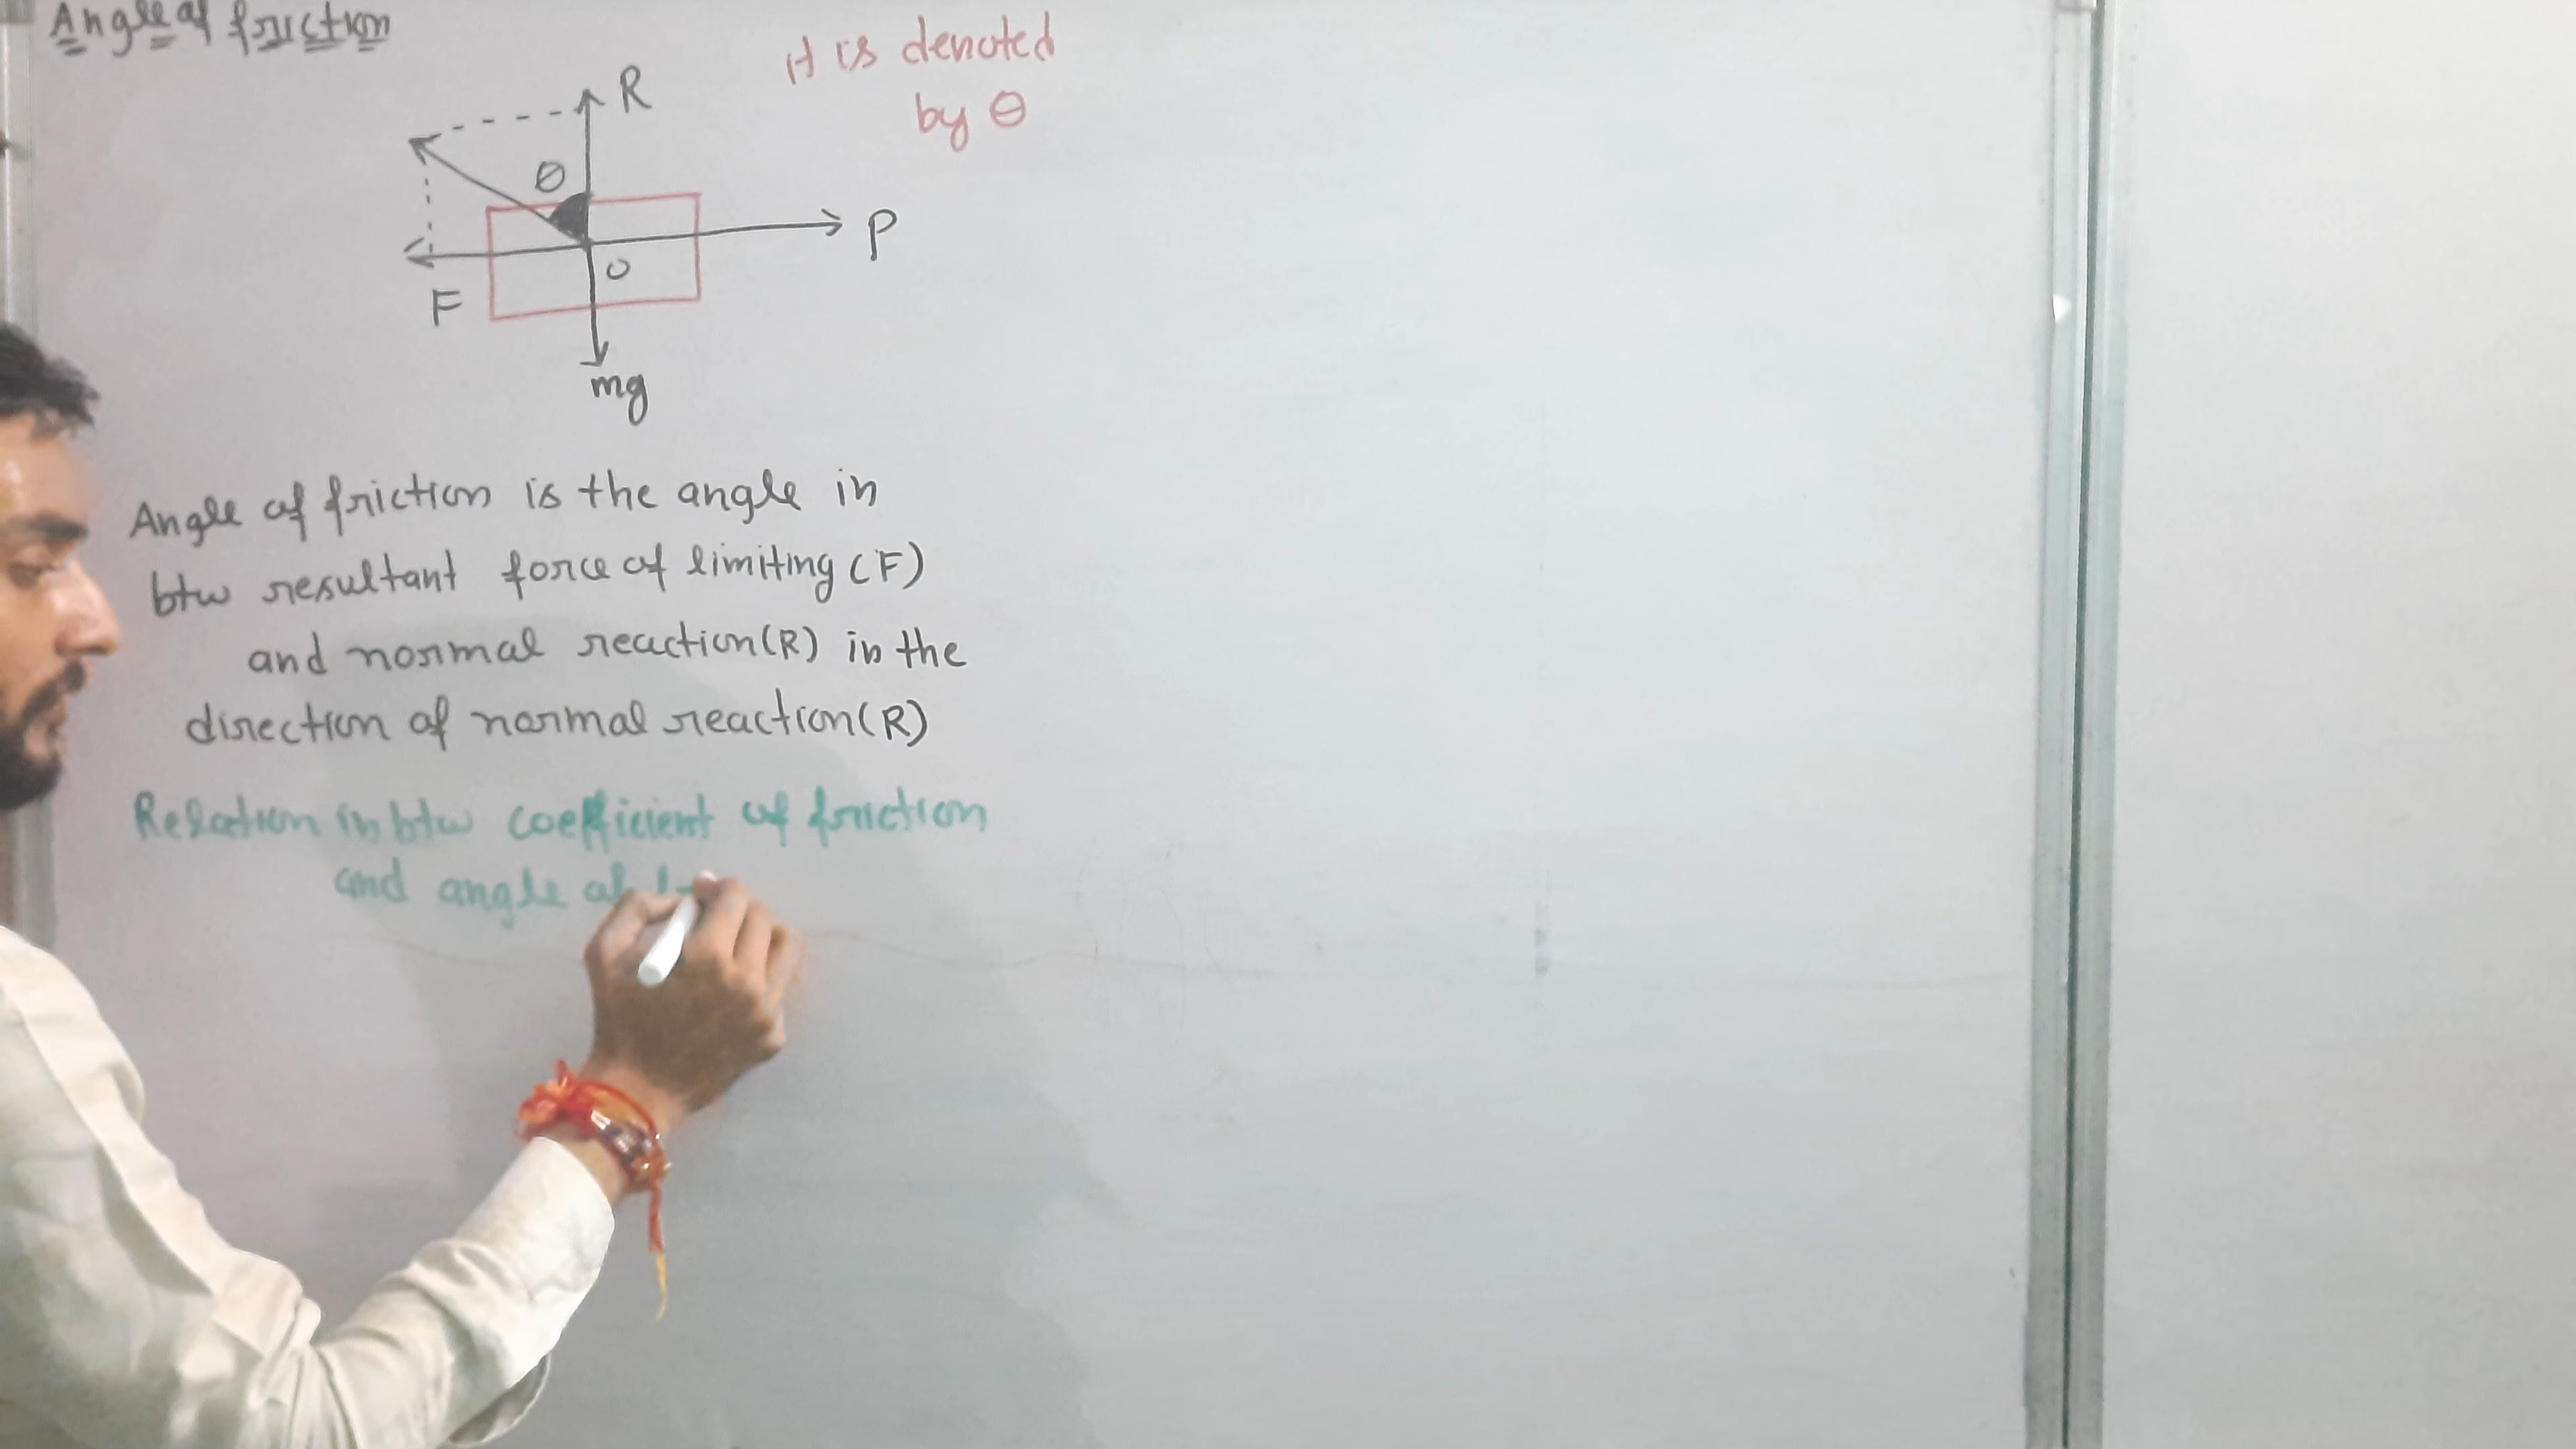 Angle of friction
it is denoted
by θ
R
θ
P
O
F
mg
Angle of friction is the angle in
btw resultant force of limiting (F)
and normal reaction(R) in the
direction of normal reaction(R)
Relation in btw coefficient of friction
and angle of